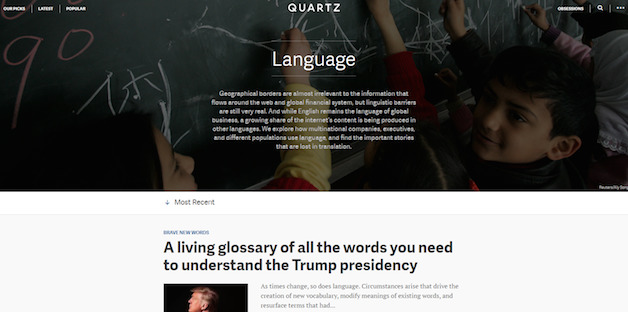 OUR PICKS
LATEST
POPULAR
QUARTZ
OBSESSIONS
Language
Geographical borders are almost irrelevant to the information that
flows around the web and global financial system, but linguistic barriers
are still very real. And while English remains the language of global
business, a growing share of the internet's content is being produced in
other languages. We explore how multinational companies, executives,
and different populations use language, and find the important stories
that are lost in translation.
Most Recent
BRAVE NEW WORDS
A living glossary of all the words you need
to understand the Trump presidency
As times change, so does language. Circumstances arise that drive the
creation of new vocabulary, modify meanings of existing words, and
resurface terms that had...